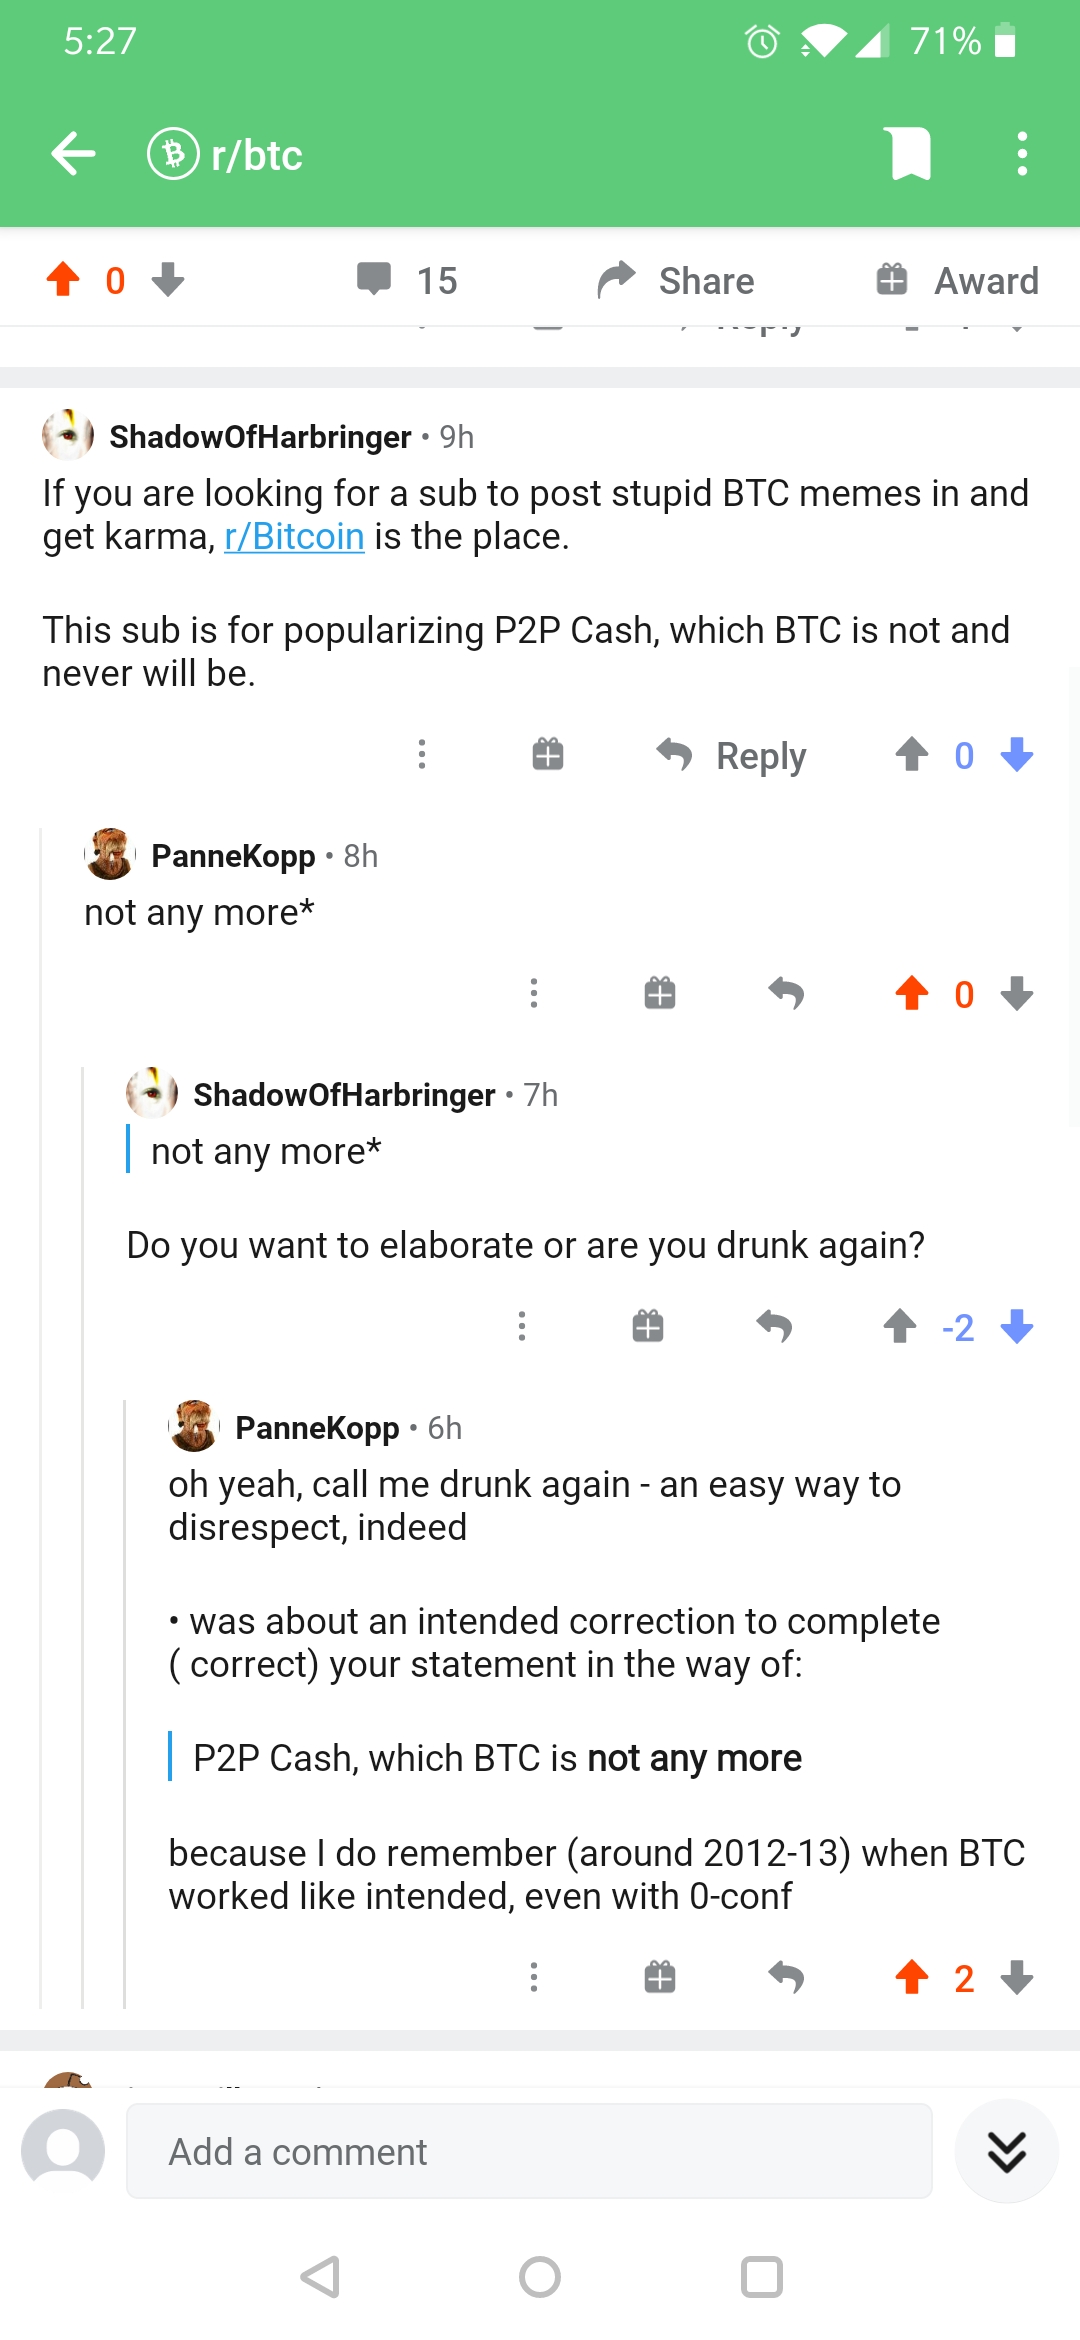 5:27
71%
r/btc
0
15
Share
Award
Reply
ShadowOfHarbringer • 9h
If you are looking for a sub to post stupid BTC memes in and
get karma, r/Bitcoin is the place.
This sub is for popularizing P2P Cash, which BTC is not and
never will be.
Reply
0
PanneKopp • 8h
not any more*
0
ShadowOfHarbringer • 7h
not any more*
Do you want to elaborate or are you drunk again?
-2
PanneKopp • 6h
oh yeah, call me drunk again - an easy way to
disrespect, indeed
• was about an intended correction to complete
( correct) your statement in the way of:
P2P Cash, which BTC is not any more
because I do remember (around 2012-13) when BTC
worked like intended, even with 0-conf
2
Add a comment